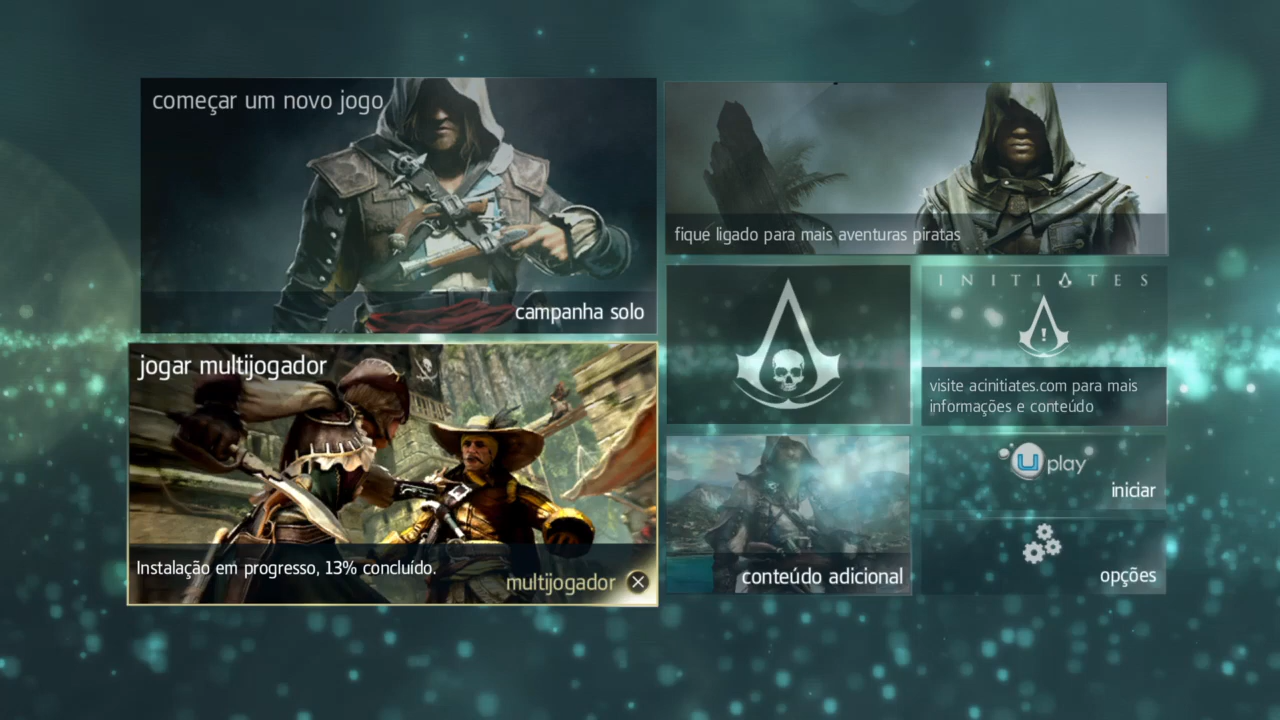 começar um novo jogo
campanha solo
jogar multijogador
Instalação em progresso, 13% concluído.
multijogador
fique ligado para mais aventuras piratas
INITIATES
visite acinitiates.com para mais
informações e conteúdo
conteúdo adicional
Uplay
iniciar
opções